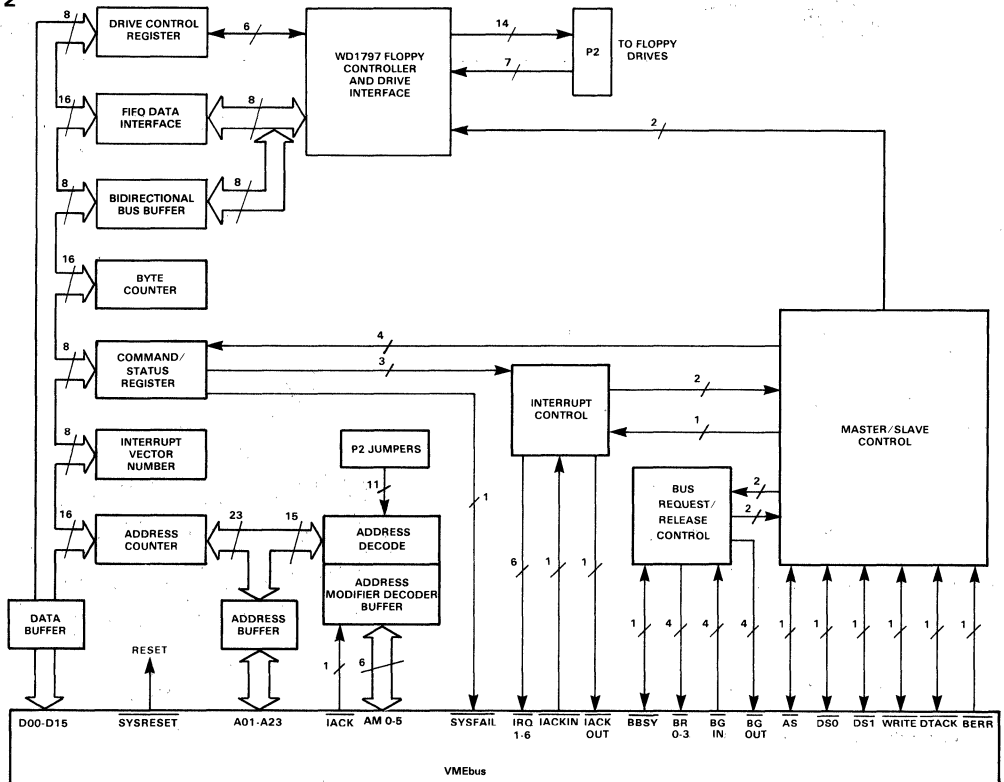 2
8
DRIVE CONTROL
REGISTER
6
WD1797 FLOPPY
CONTROLLER
AND DRIVE
INTERFACE
14
7
P2
TO FLOPPY
DRIVES
16
FIFQ DATA
INTERFACE
8
2
8
BIDIRECTIONAL
BUS BUFFER
8
16
BYTE
COUNTER
8
COMMAND/
STATUS
REGISTER
4
3
1
INTERRUPT
CONTROL
2
1
MASTER/SLAVE
CONTROL
8
INTERRUPT
VECTOR
NUMBER
P2 JUMPERS
11
BUS
REQUEST/
RELEASE
CONTROL
2
2
16
ADDRESS
COUNTER
23
15
ADDRESS
DECODE
ADDRESS
MODIFIER DECODER
BUFFER
DATA
BUFFER
RESET
ADDRESS
BUFFER
1
6
6
1
1
1
4
4
4
1
1
1
1
1
1
D00-D15
SYSRESET
A01-A23
IACK
AM 0-5
SYSFAIL
IRQ
1-6
IACKIN
IACK
OUT
BBSY
BR
0-3
BG
IN
BG
OUT
AS
DS0
DS1
WRITE
DTACK
BERR
VMEbus